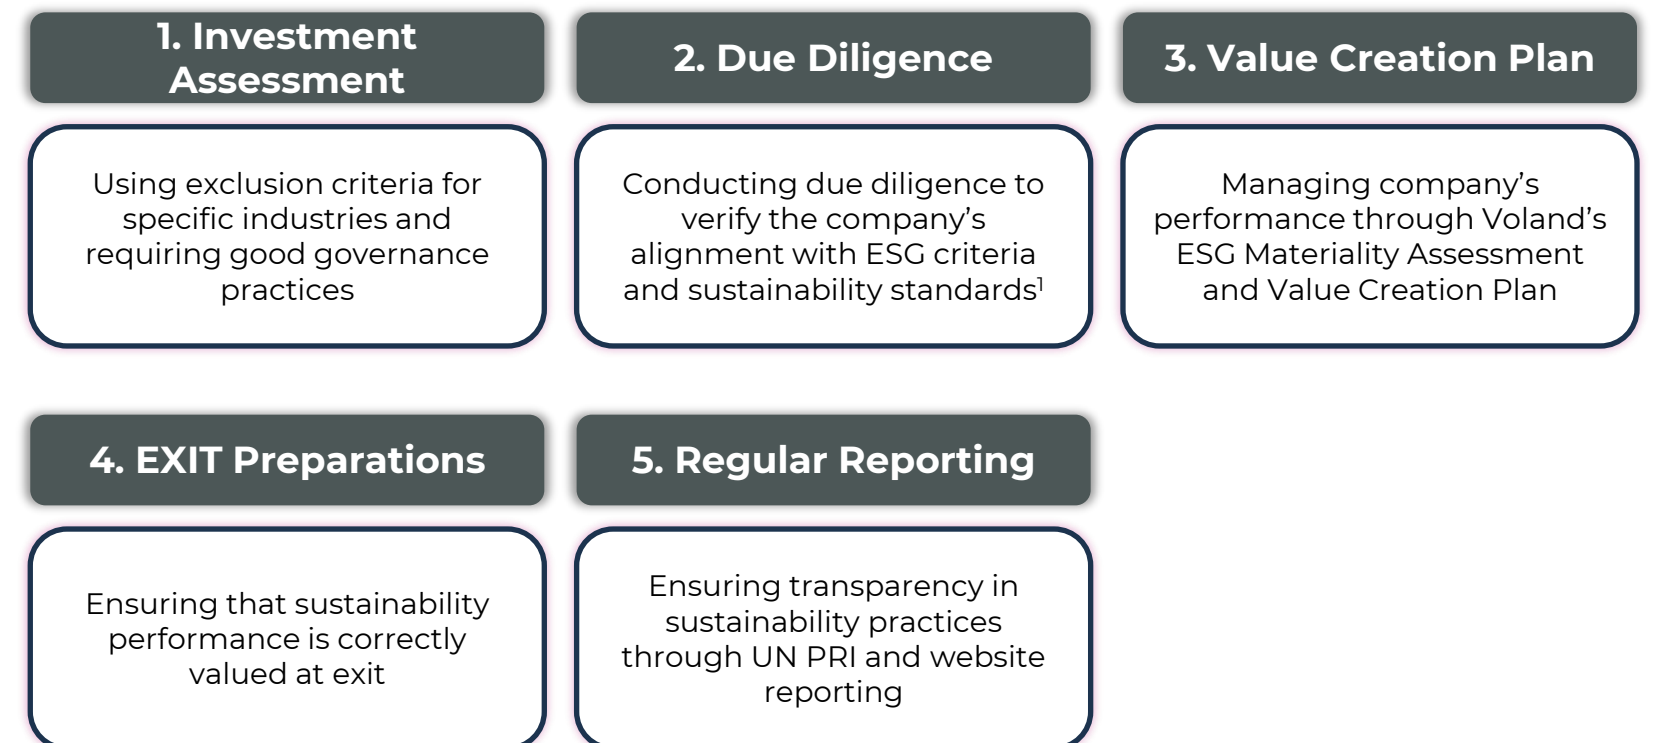 1. Investment
Assessment
Using exclusion criteria for
specific industries and
requiring good governance
practices
2. Due Diligence
Conducting due diligence to
verify the company’s
alignment with ESG criteria
and sustainability standards¹
3. Value Creation Plan
Managing company’s
performance through Voland’s
ESG Materiality Assessment
and Value Creation Plan
4. EXIT Preparations
Ensuring that sustainability
performance is correctly
valued at exit
5. Regular Reporting
Ensuring transparency in
sustainability practices
through UN PRI and website
reporting